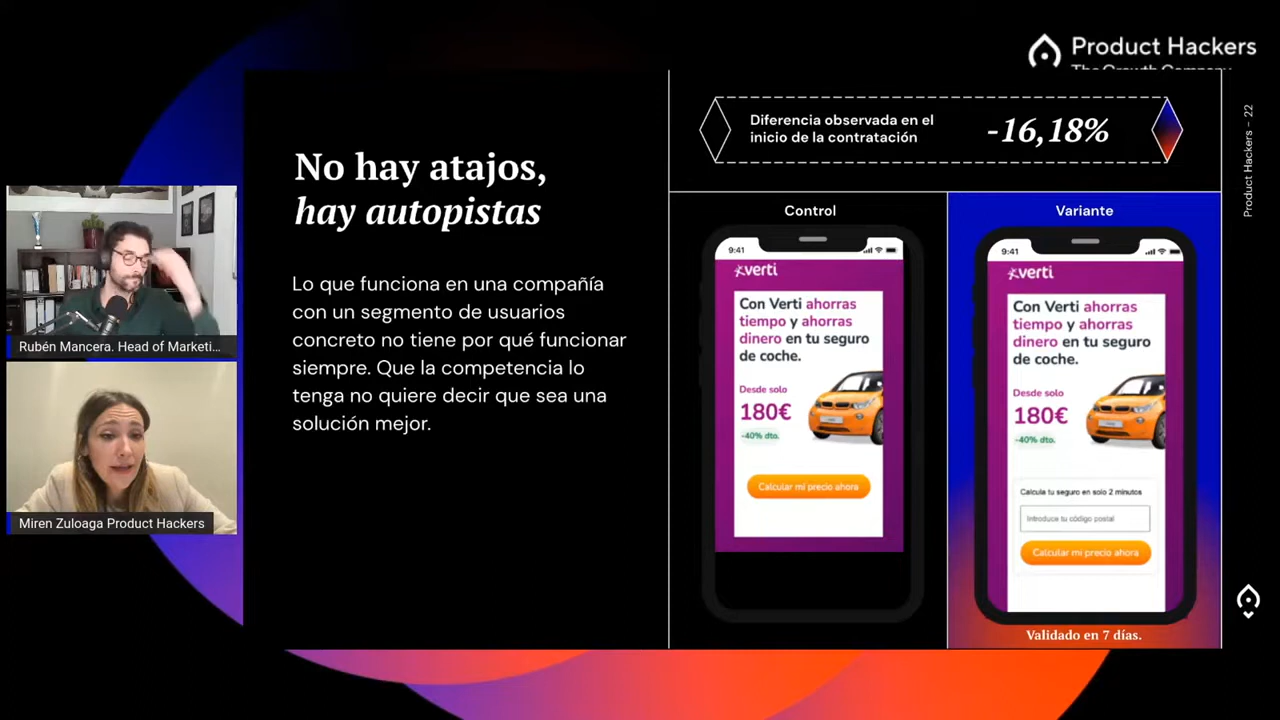 Product Hackers
The Growth Company
Product Hackers - 22
Diferencia observada en el
inicio de la contratación
-16,18%
No hay atajos,
hay autopistas
Lo que funciona en una compañía
con un segmento de usuarios
concreto no tiene por qué funcionar
siempre. Que la competencia lo
tenga no quiere decir que sea una
solución mejor.
Rubén Mancera. Head of Marketi...
Miren Zuloaga Product Hackers
Control
9:41
verti
Con Verti ahorras
tiempo y ahorras
dinero en tu seguro
de coche.
Desde solo
180€
-40% dto.
Calcular mi precio ahora
Variante
9:41
verti
Con Verti ahorras
tiempo y ahorras
dinero en tu seguro
de coche.
Desde solo
180€
-40% dto.
Calcula tu seguro en solo 2 minutos
Introduce tu código postal
Calcular mi precio ahora
Validado en 7 días.